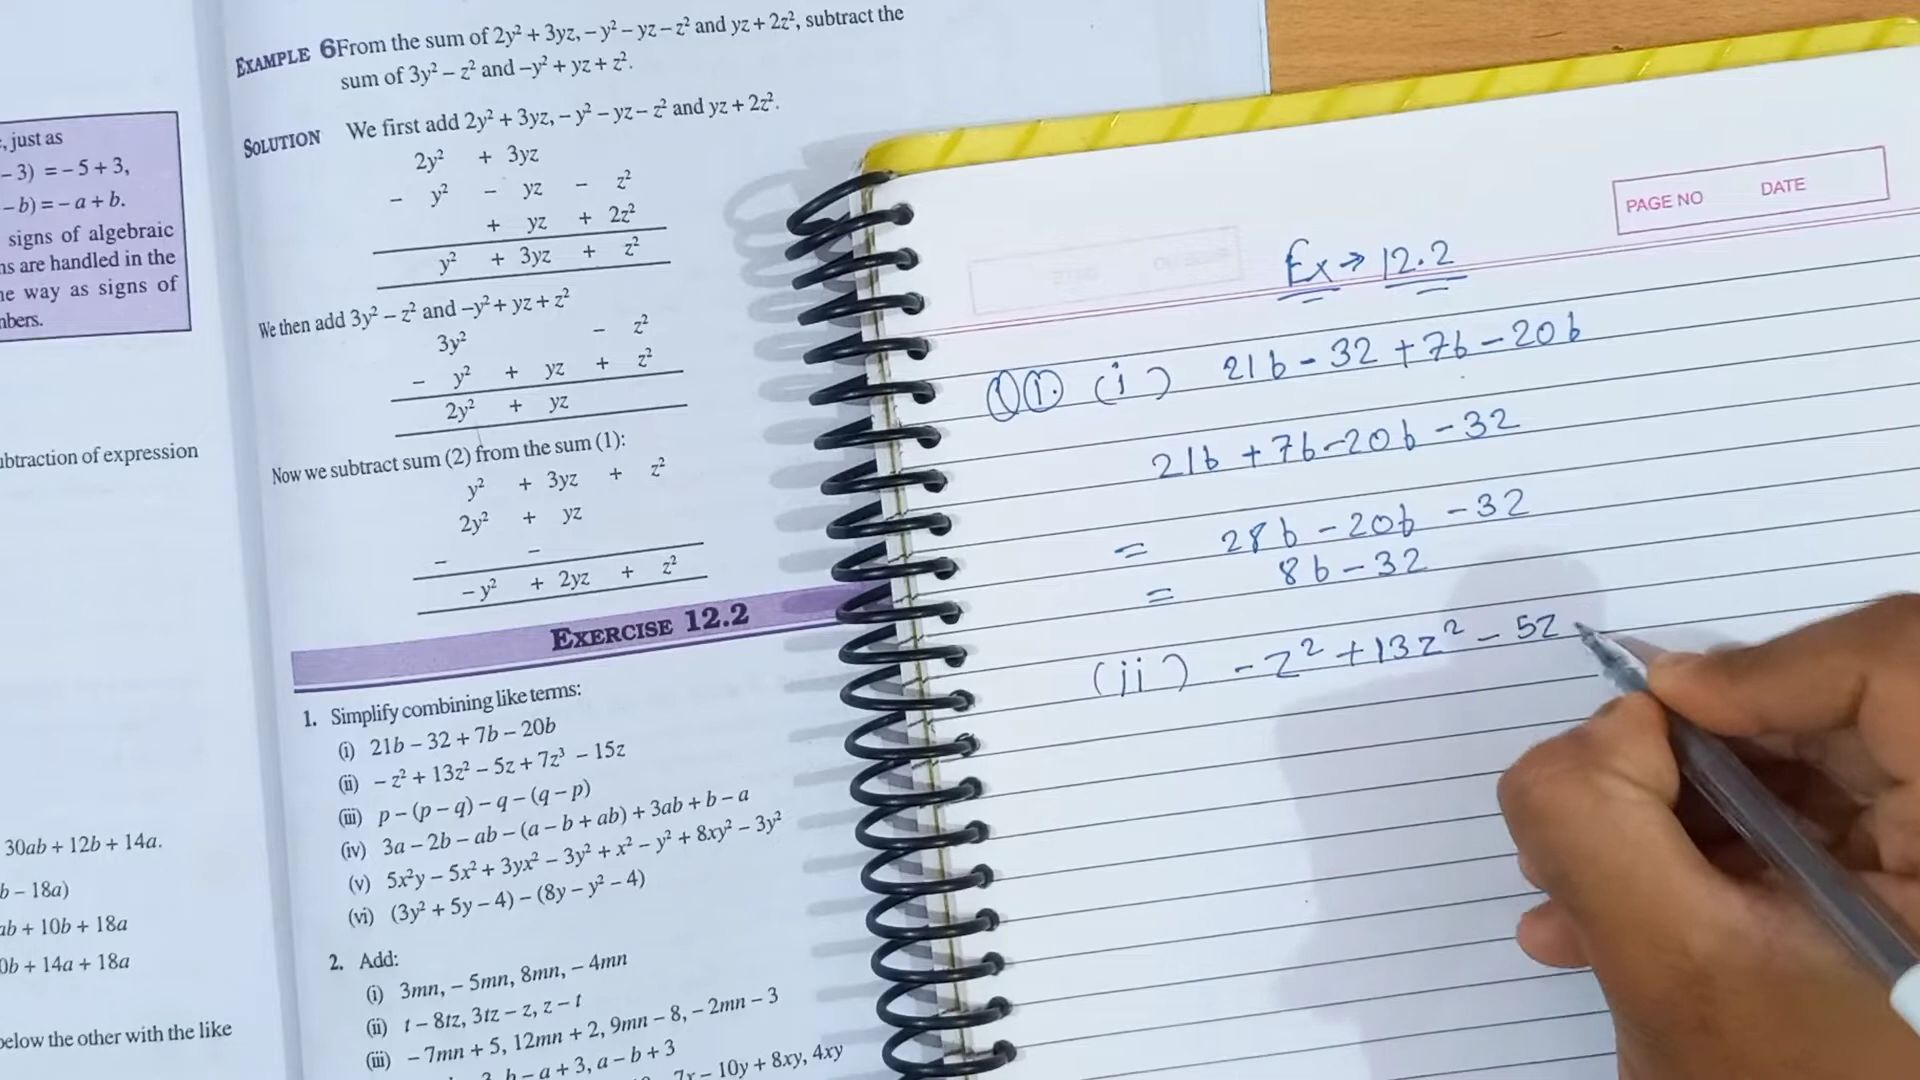 EXAMPLE 6 From the sum of 2y² + 3yz, – y² – yz – z² and yz + 2z², subtract the
sum of 3y² – z² and –y² + yz + z².
SOLUTION We first add 2y² + 3yz, – y² – yz – z² and yz + 2z².
2y² + 3yz
– y² – yz – z²
+ yz + 2z²
y² + 3yz + z²
We then add 3y² – z² and –y² + yz + z²
3y² – z²
– y² + yz + z²
2y² + yz
Now we subtract sum (2) from the sum (1):
y² + 3yz + z²
2y² + yz
– –
– y² + 2yz + z²
EXERCISE 12.2
1. Simplify combining like terms:
(i) 21b – 32 + 7b – 20b
(ii) – z² + 13z² – 5z + 7z³ – 15z
(iii) p – (p – q) – q – (q – p)
(iv) 3a – 2b – ab – (a – b + ab) + 3ab + b – a
(v) 5x²y – 5x² + 3yx² – 3y² + x² – y² + 8xy² – 3y²
(vi) (3y² + 5y – 4) – (8y – y² – 4)
2. Add:
(i) 3mn, – 5mn, 8mn, – 4mn
(ii) t – 8tz, 3tz – z, z – t
(iii) – 7mn + 5, 12mn + 2, 9mn – 8, – 2mn – 3
b – a + 3, a – b + 3
7x – 10y + 8xy, 4xy
, just as
– 3) = – 5 + 3,
– b) = – a + b.
signs of algebraic
are handled in the
way as signs of
subtraction of expression
30ab + 12b + 14a.
b – 18a)
ab + 10b + 18a
0b + 14a + 18a
below the other with the like
PAGE NO DATE
Ex → 12.2
Q 1. (i) 21b – 32 + 7b – 20b
21b + 7b – 20b – 32
= 28b – 20b – 32
= 8b – 32
(ii) – z² + 13z² – 5z